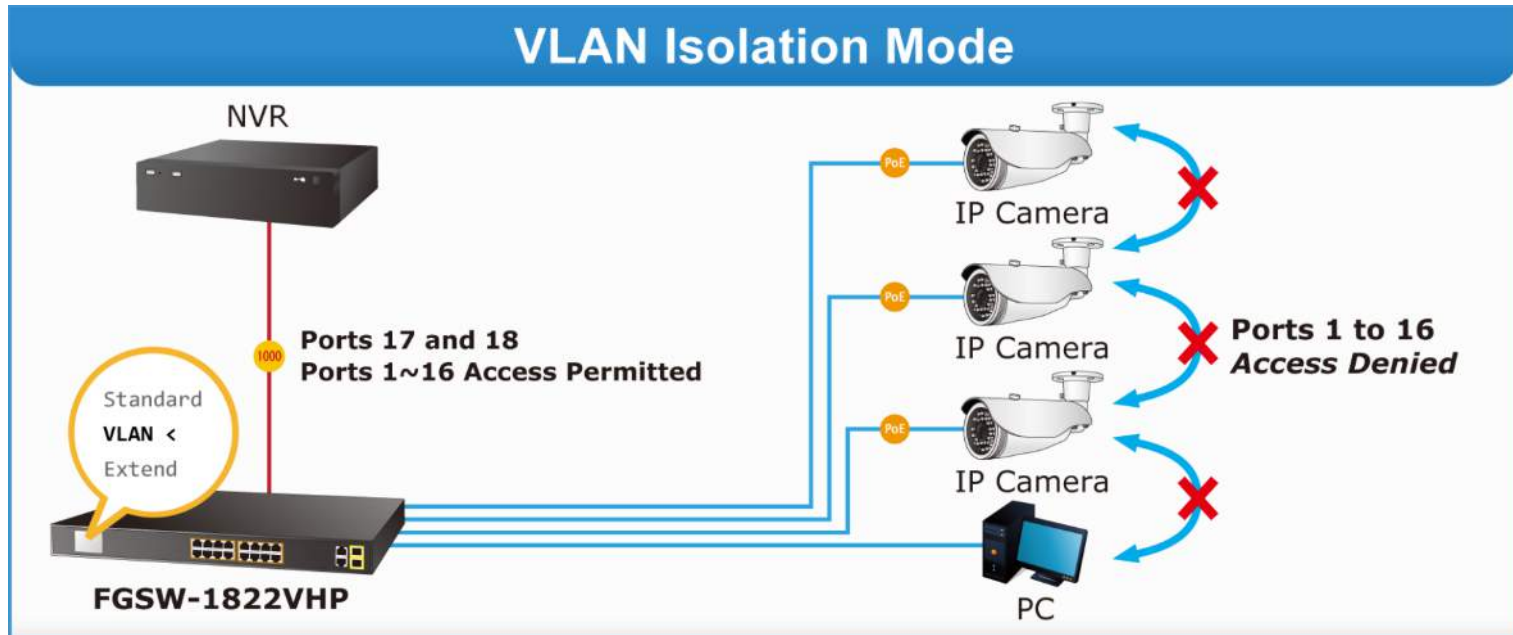 VLAN Isolation Mode
NVR
PoE
IP Camera
1000
Ports 17 and 18
Ports 1~16 Access Permitted
PoE
IP Camera
Ports 1 to 16
Access Denied
Standard
VLAN <
Extend
PoE
IP Camera
FGSW-1822VHP
PC